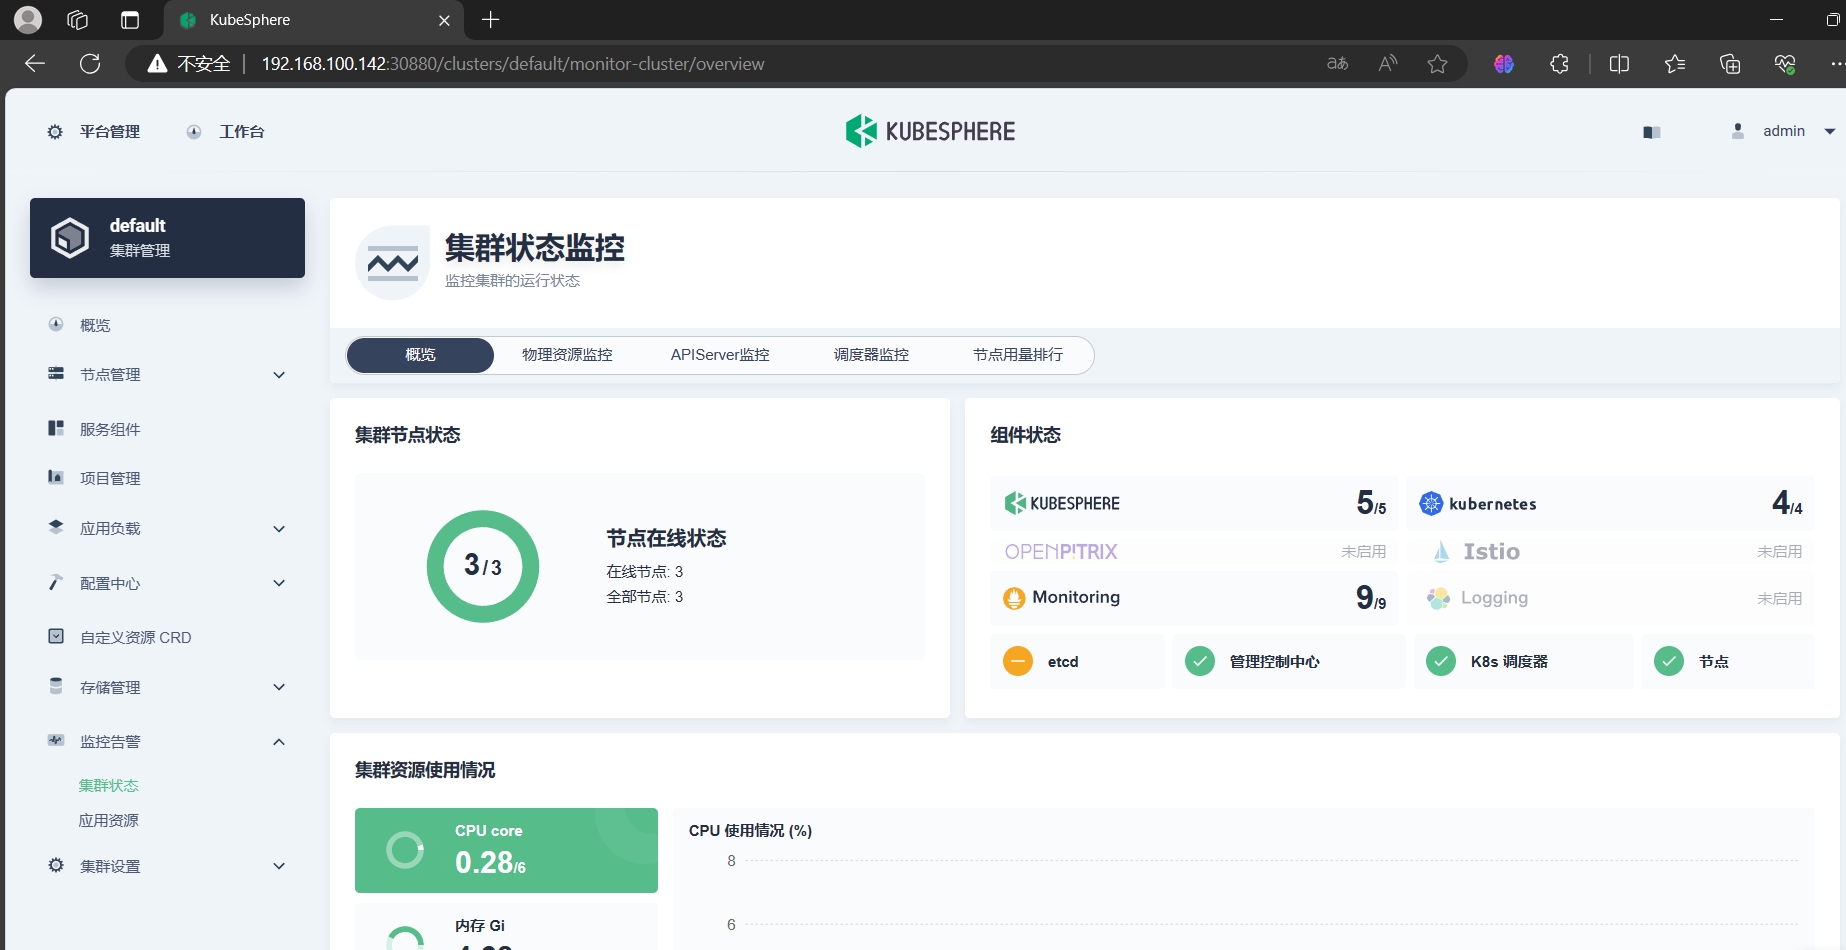 KubeSphere
不安全 192.168.100.142:30880/clusters/default/monitor-cluster/overview
平台管理
工作台
KUBESPHERE
admin
default
集群管理
概览
节点管理
服务组件
项目管理
应用负载
配置中心
自定义资源 CRD
存储管理
监控告警
集群状态
应用资源
集群设置
集群状态监控
监控集群的运行状态
概览 物理资源监控 APIServer监控 调度器监控 节点用量排行
集群节点状态
3/3
节点在线状态
在线节点: 3
全部节点: 3
组件状态
KUBESPHERE 5/5
kubernetes 4/4
OPENP!TRIX 未启用
Istio 未启用
Monitoring 9/9
Logging 未启用
etcd
管理控制中心
K8s 调度器
节点
集群资源使用情况
CPU core
0.28/6
内存 Gi
CPU 使用情况 (%)
8
6